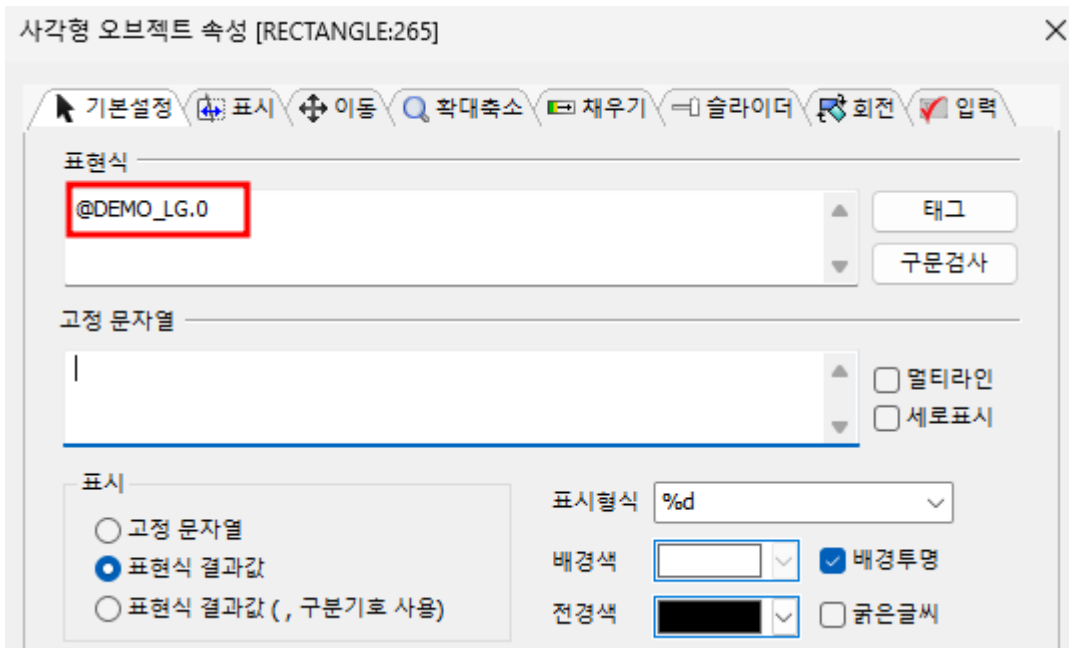 사각형 오브젝트 속성 [RECTANGLE:265]
기본설정 표시 이동 확대축소 채우기 슬라이더 회전 입력
표현식
@DEMO_LG.0
태그
구문검사
고정 문자열
멀티라인
세로표시
표시
고정 문자열
표현식 결과값
표현식 결과값 ( , 구분기호 사용)
표시형식 %d
배경색 배경투명
전경색 굵은글씨